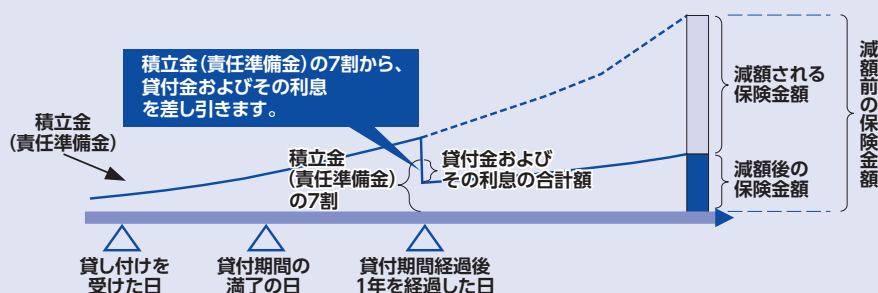 積立金(責任準備金)の7割から、
貸付金およびその利息
を差し引きます。
積立金
(責任準備金)
積立金
(責任準備金)
の7割
貸付金および
その利息の合計額
減額される
保険金額
減額後の
保険金額
減額前の保険金額
貸し付けを
受けた日
貸付期間の
満了の日
貸付期間経過後
1年を経過した日